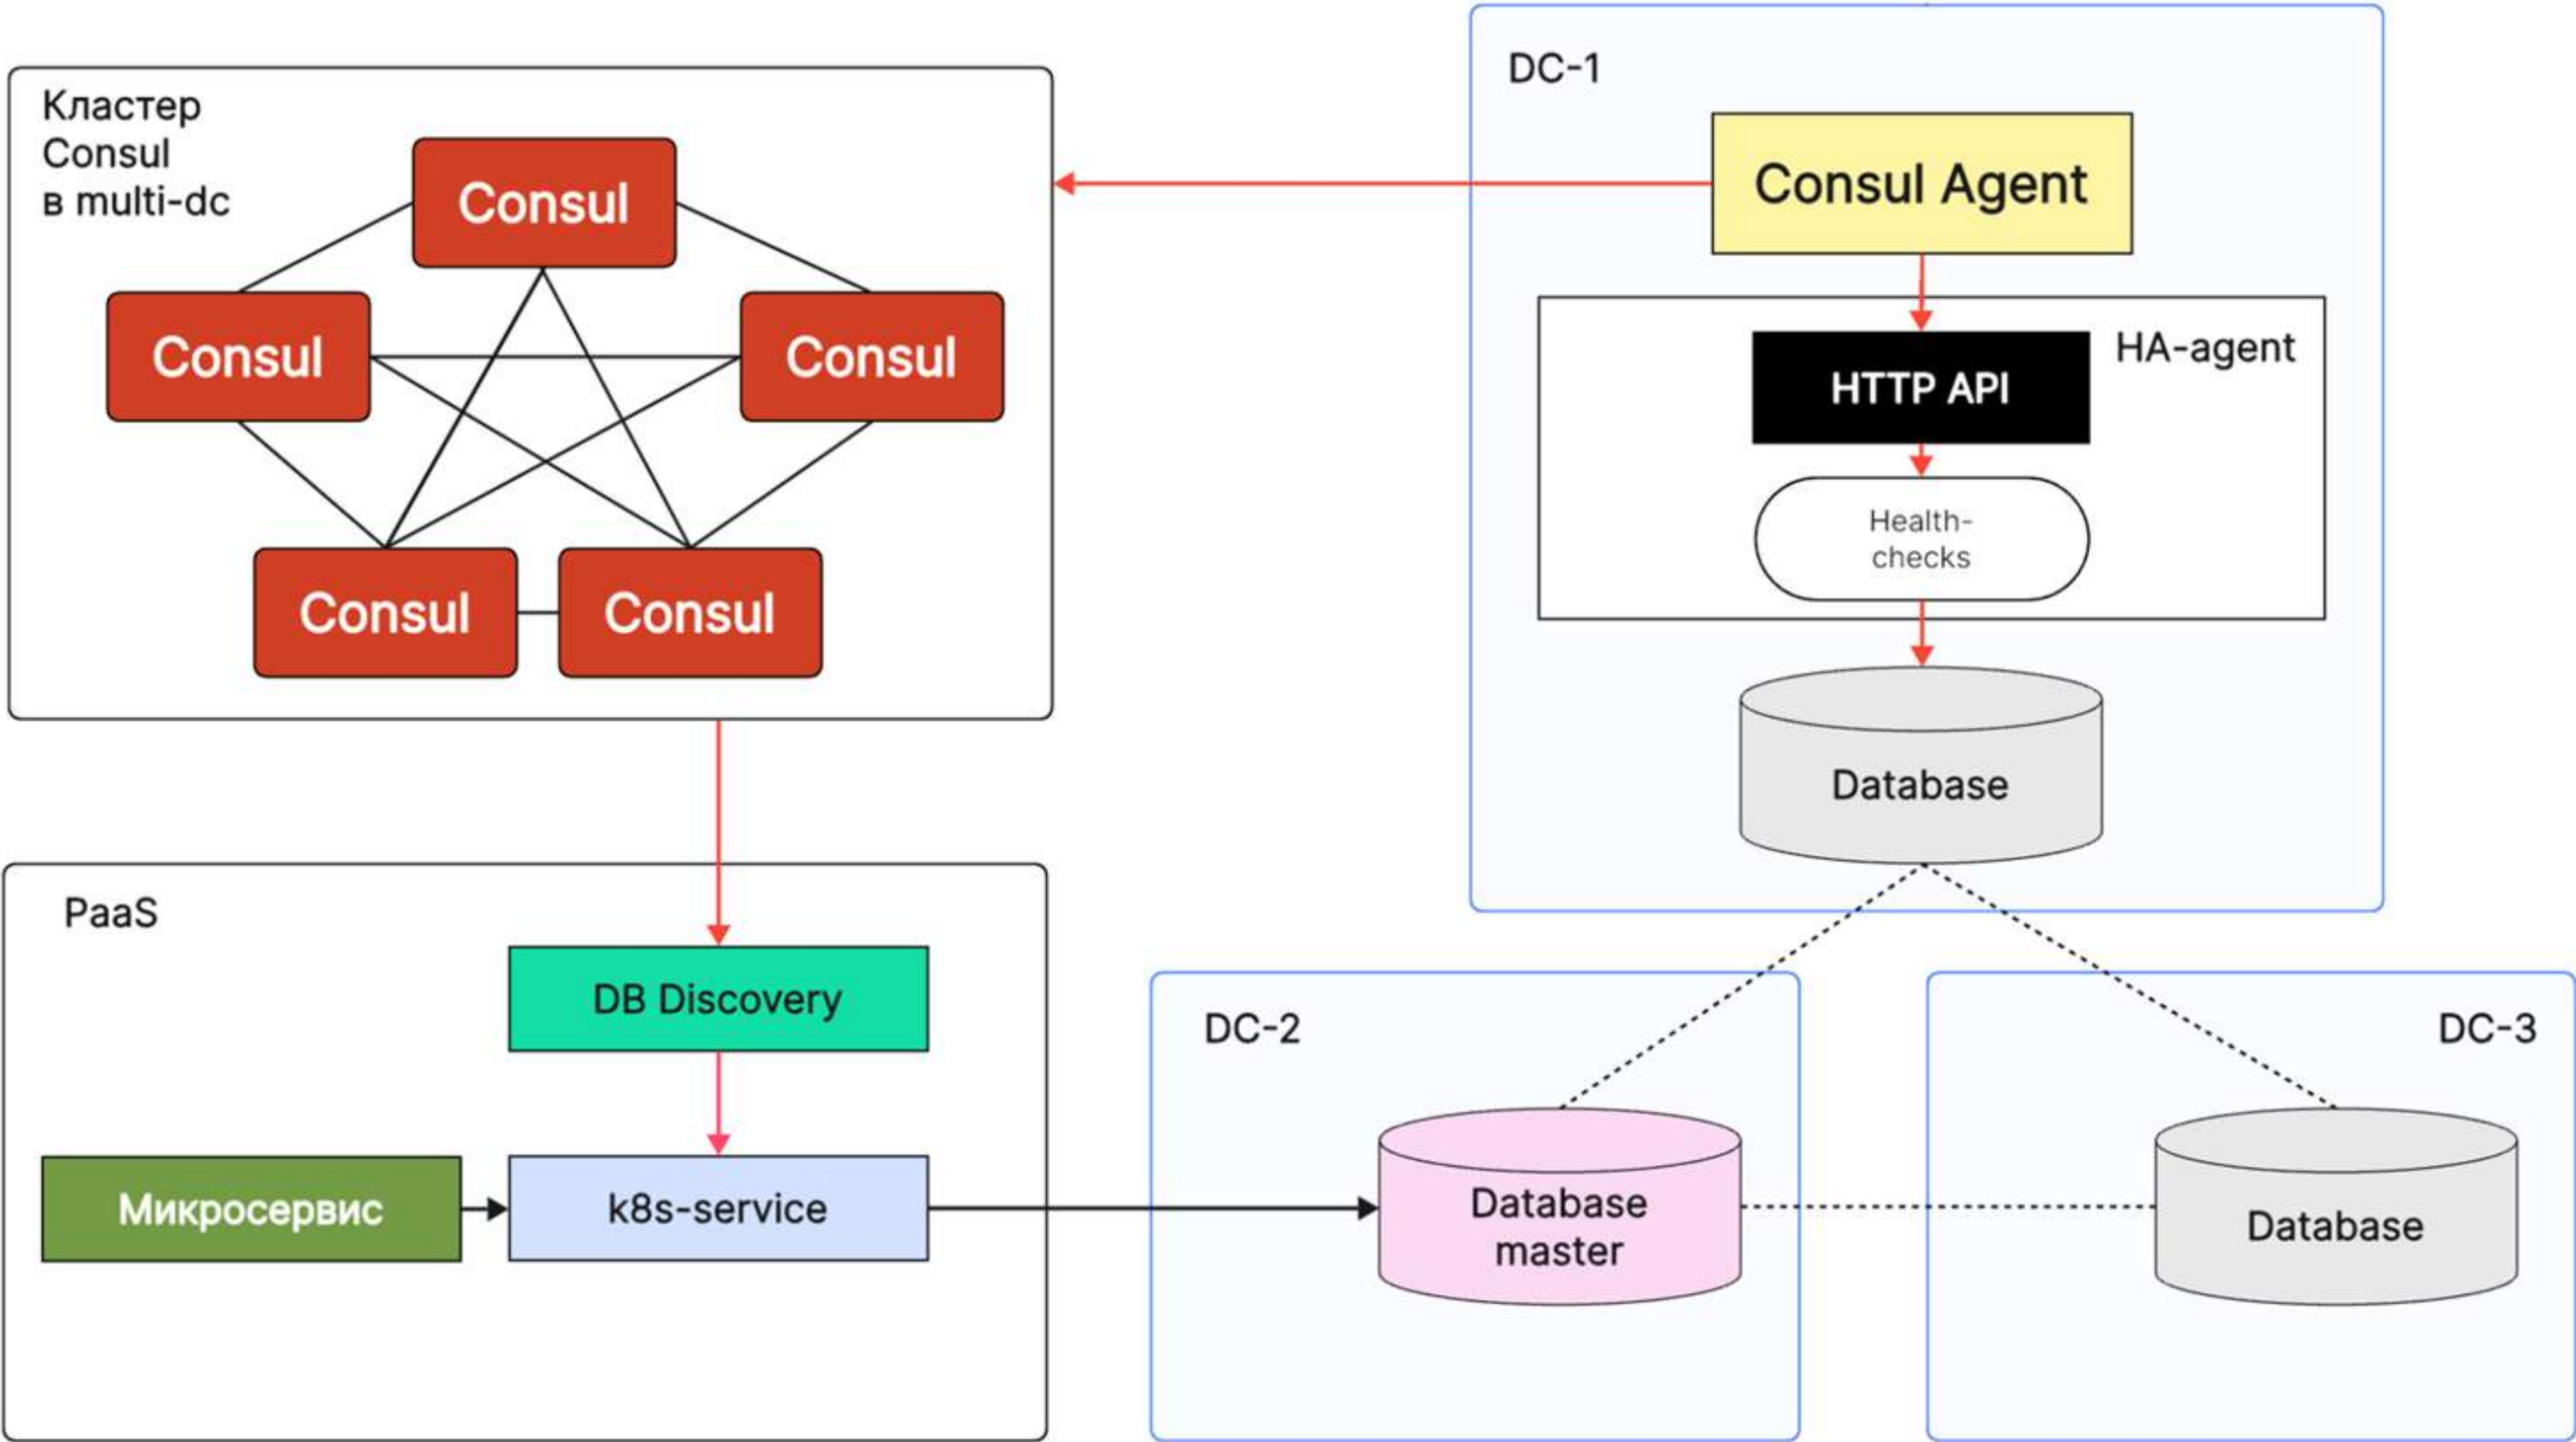 Кластер
Consul
в multi-dc
Consul
Consul
Consul
Consul
Consul
DC-1
Consul Agent
HA-agent
HTTP API
Health-
checks
Database
PaaS
DB Discovery
Микросервис
k8s-service
DC-2
Database
master
DC-3
Database